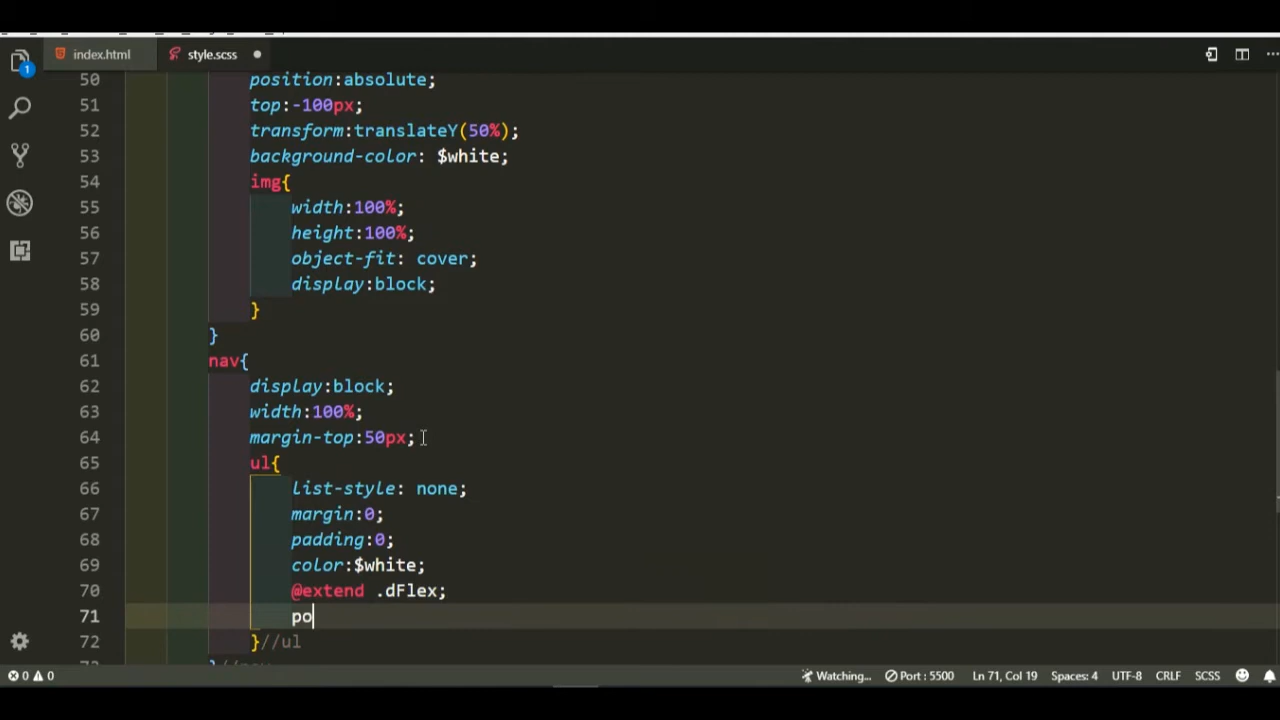 index.html
style.scss
1
50 position:absolute;
51 top:-100px;
52 transform:translateY(50%);
53 background-color: $white;
54 img{
55 width:100%;
56 height:100%;
57 object-fit: cover;
58 display:block;
59 }
60 }
61 nav{
62 display:block;
63 width:100%;
64 margin-top:50px;
65 ul{
66 list-style: none;
67 margin:0;
68 padding:0;
69 color:$white;
70 @extend .dFlex;
71 po
72 }//ul
0 0 Watching... Port : 5500 Ln 71, Col 19 Spaces: 4 UTF-8 CRLF SCSS